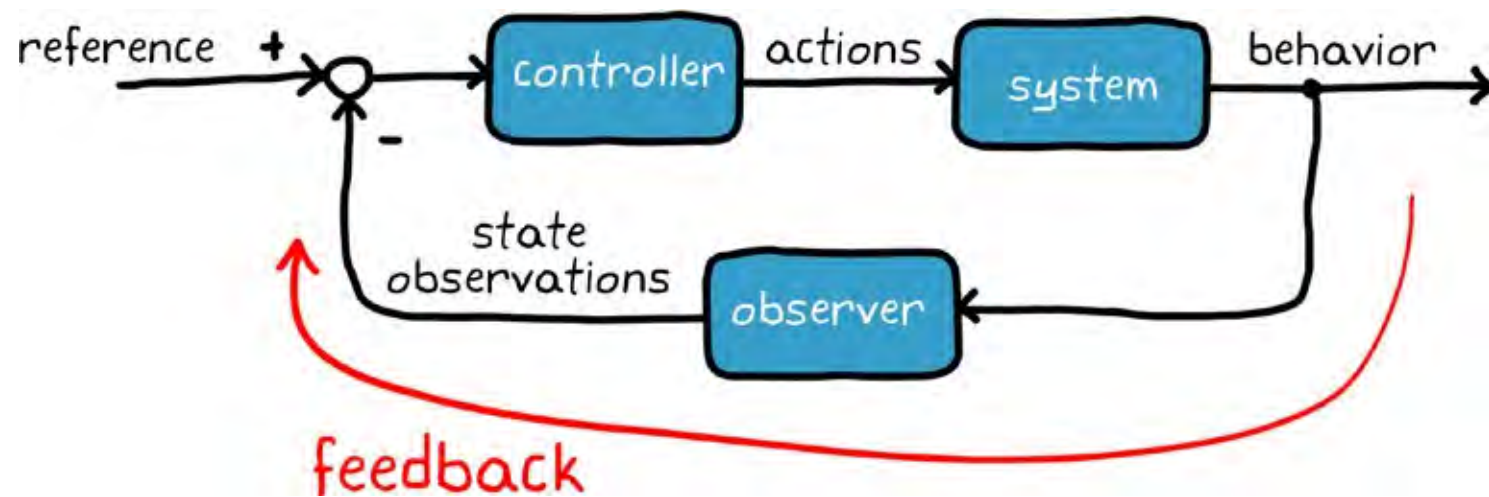 reference +
controller
actions
system
behavior
-
state
observations
observer
feedback